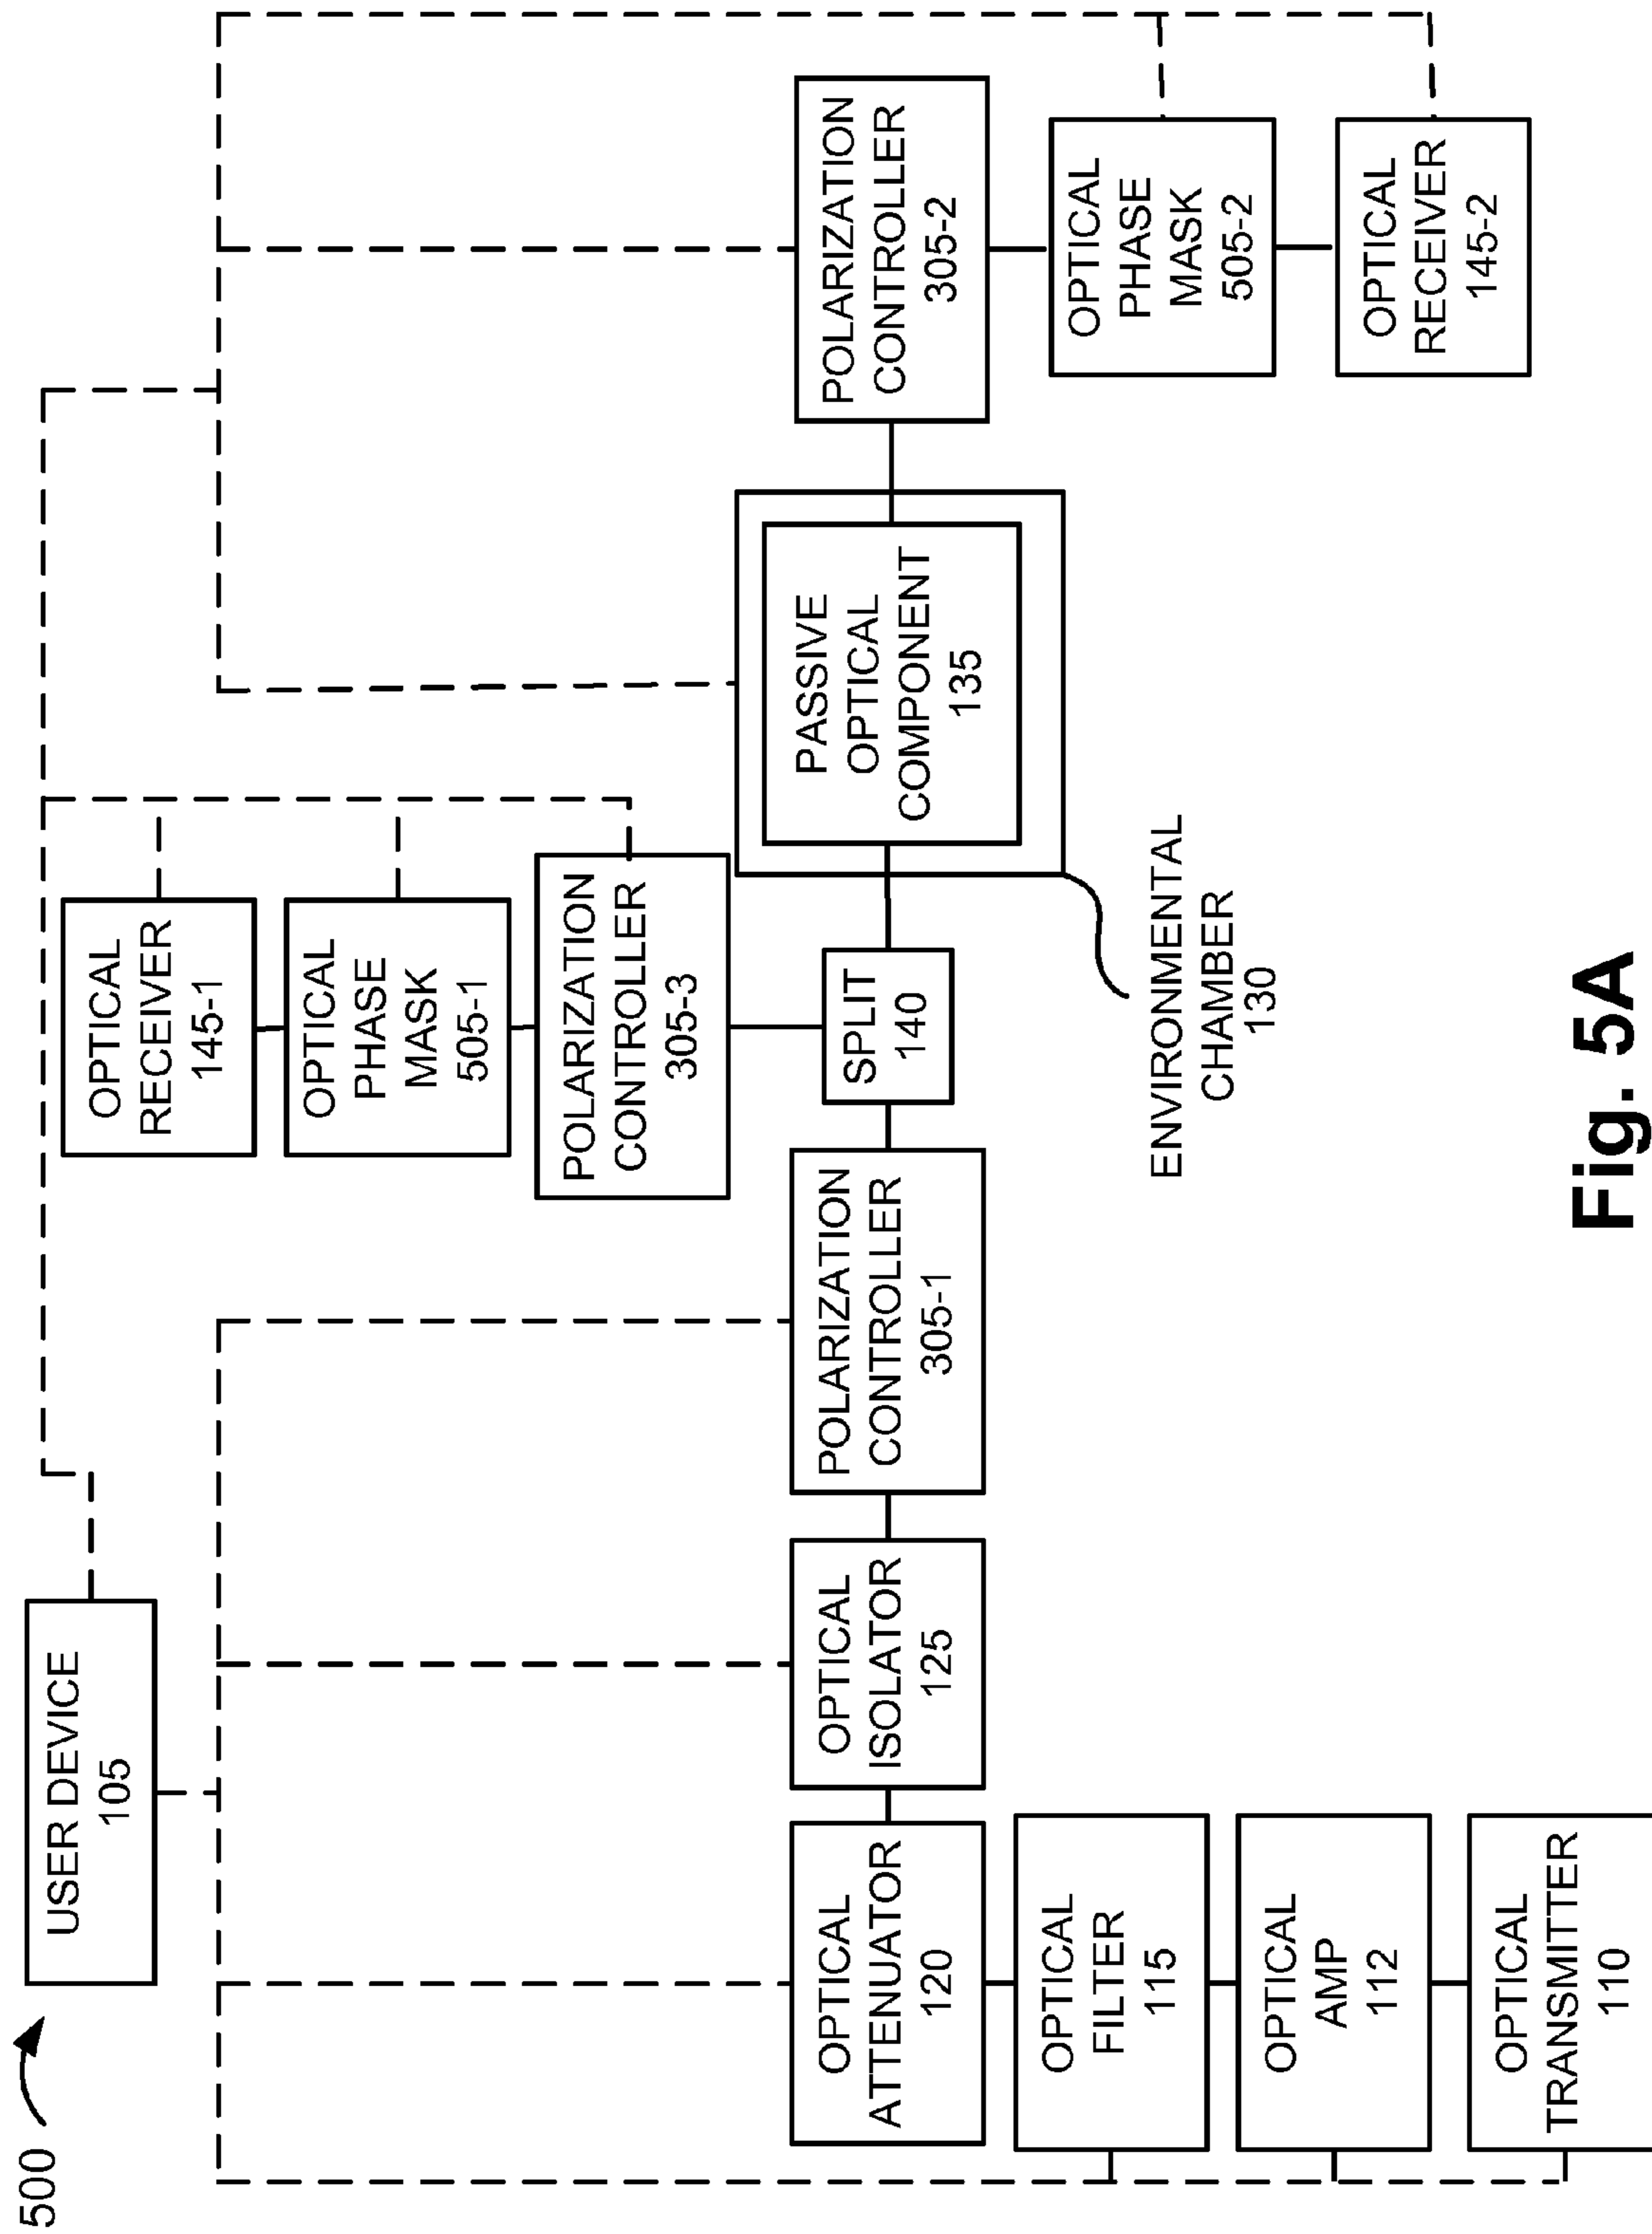 500
USER DEVICE
105
OPTICAL
RECEIVER
145-1
OPTICAL
PHASE
MASK
505-1
POLARIZATION
CONTROLLER
305-3
OPTICAL
ATTENUATOR
120
OPTICAL
ISOLATOR
125
POLARIZATION
CONTROLLER
305-1
SPLIT
140
PASSIVE
OPTICAL
COMPONENT
135
POLARIZATION
CONTROLLER
305-2
OPTICAL
FILTER
115
OPTICAL
AMP
112
OPTICAL
TRANSMITTER
110
ENVIRONMENTAL
CHAMBER
130
OPTICAL
PHASE
MASK
505-2
OPTICAL
RECEIVER
145-2
Fig. 5A